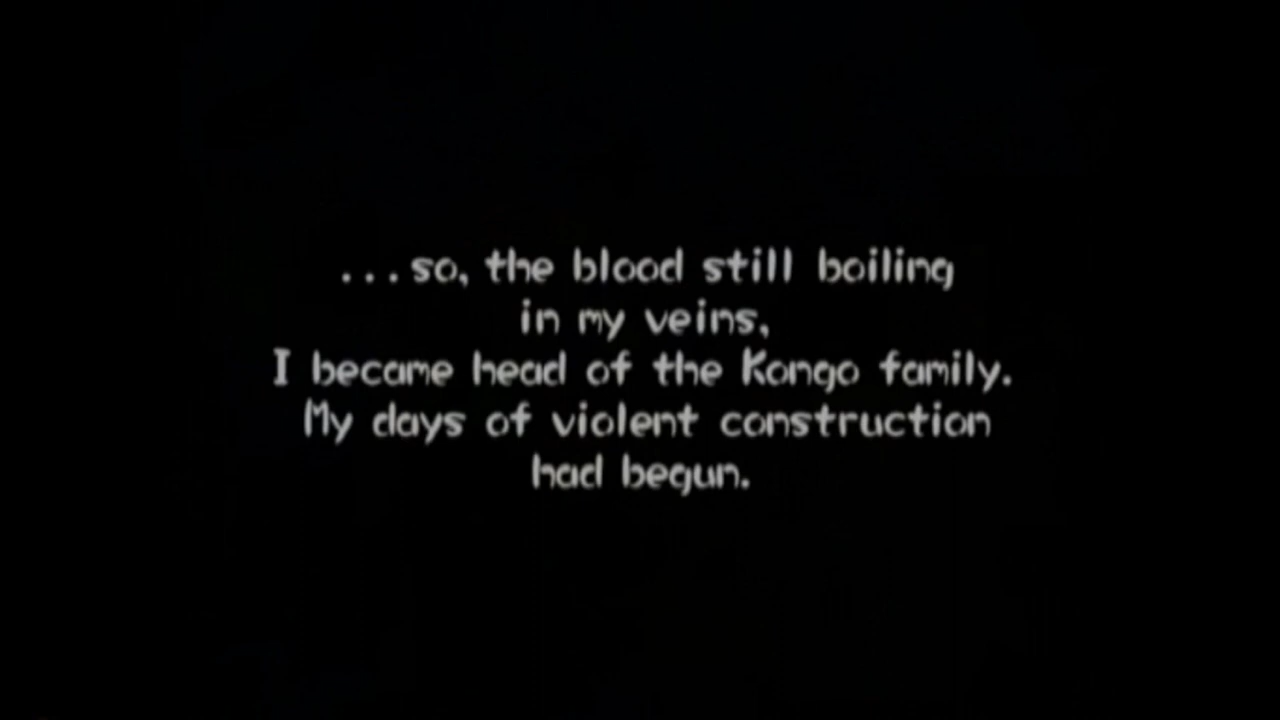 ...so, the blood still boiling
in my veins,
I became head of the Kongo family.
My days of violent construction
had begun.